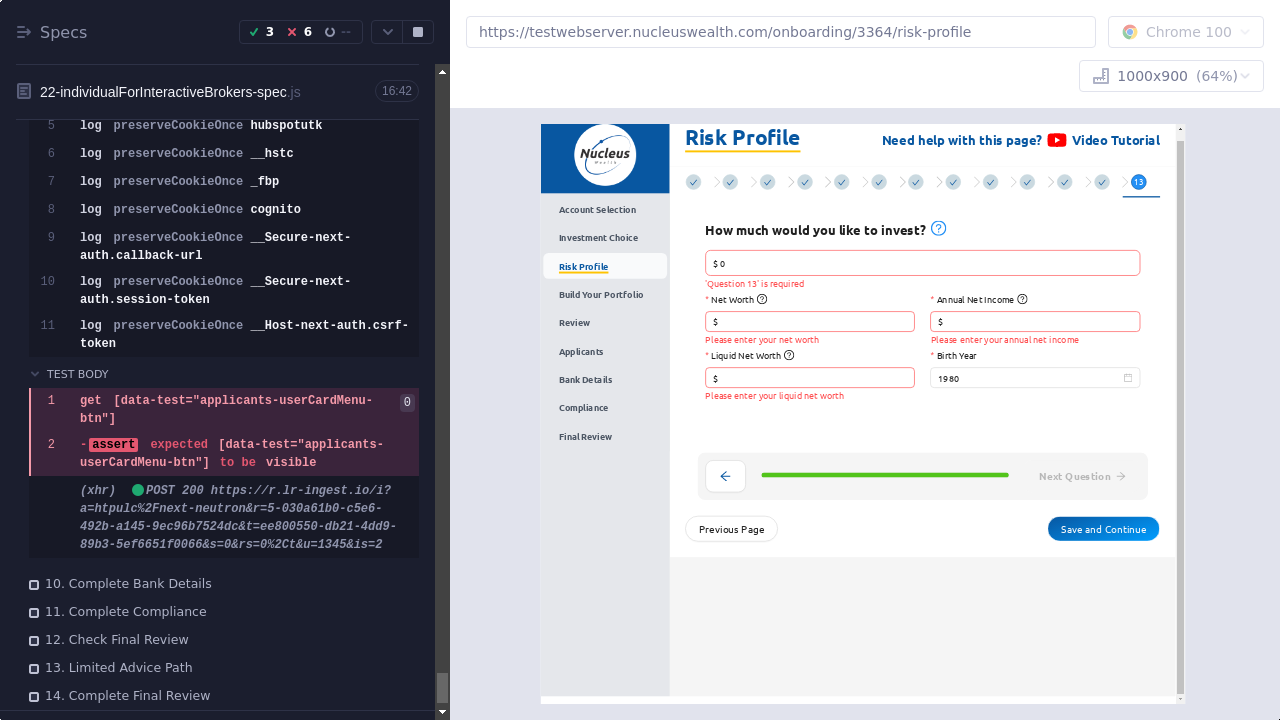 Specs
3
6
--
22-individualForInteractiveBrokers-spec.js
16:42
5 log preserveCookieOnce hubspotutk
6 log preserveCookieOnce __hstc
7 log preserveCookieOnce _fbp
8 log preserveCookieOnce cognito
9 log preserveCookieOnce __Secure-next-
auth.callback-url
10 log preserveCookieOnce __Secure-next-
auth.session-token
11 log preserveCookieOnce __Host-next-auth.csrf-
token
TEST BODY
1 get [data-test="applicants-userCardMenu-
btn"]
0
2 -assert expected [data-test="applicants-
userCardMenu-btn"] to be visible
(xhr) POST 200 https://r.lr-ingest.io/i?
a=htpulc%2Fnext-neutron&r=5-030a61b0-c5e6-
492b-a145-9ec96b7524dc&t=ee800550-db21-4dd9-
89b3-5ef6651f0066&s=0&rs=0%2Ct&u=1345&is=2
10. Complete Bank Details
11. Complete Compliance
12. Check Final Review
13. Limited Advice Path
14. Complete Final Review
https://testwebserver.nucleuswealth.com/onboarding/3364/risk-profile
Chrome 100
1000x900 (64%)
Nucleus
Wealth
Account Selection
Investment Choice
Risk Profile
Build Your Portfolio
Review
Applicants
Bank Details
Compliance
Final Review
Risk Profile
Need help with this page? Video Tutorial
13
How much would you like to invest?
$ 0
'Question 13' is required
* Net Worth
* Annual Net Income
$
$
Please enter your net worth
Please enter your annual net income
* Liquid Net Worth
* Birth Year
$
1980
Please enter your liquid net worth
Next Question
Previous Page
Save and Continue